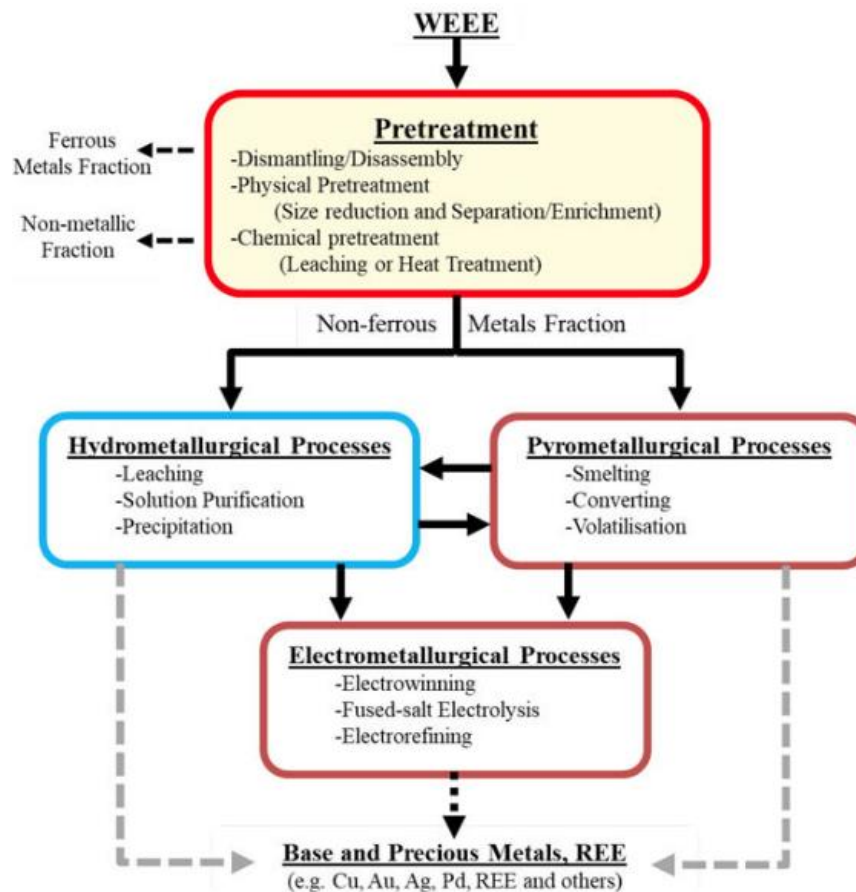 WEEE
Pretreatment
-Dismantling/Disassembly
-Physical Pretreatment
(Size reduction and Separation/Enrichment)
-Chemical pretreatment
(Leaching or Heat Treatment)
Ferrous
Metals Fraction
Non-metallic
Fraction
Non-ferrous Metals Fraction
Hydrometallurgical Processes
-Leaching
-Solution Purification
-Precipitation
Pyrometallurgical Processes
-Smelting
-Converting
-Volatilisation
Electrometallurgical Processes
-Electrowinning
-Fused-salt Electrolysis
-Electrorefining
Base and Precious Metals, REE
(e.g. Cu, Au, Ag, Pd, REE and others)